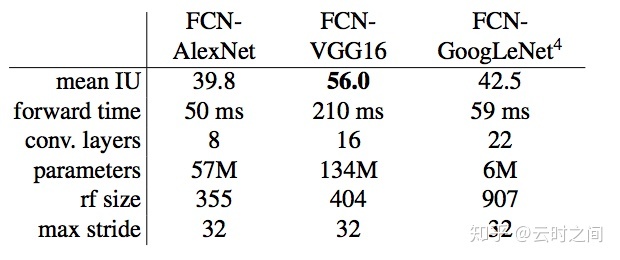 FCN- FCN- FCN-
AlexNet VGG16 GoogLeNet4
mean IU 39.8 56.0 42.5
forward time 50 ms 210 ms 59 ms
conv. layers 8 16 22
parameters 57M 134M 6M
rf size 355 404 907
max stride 32 32 32
知乎 @云时之间